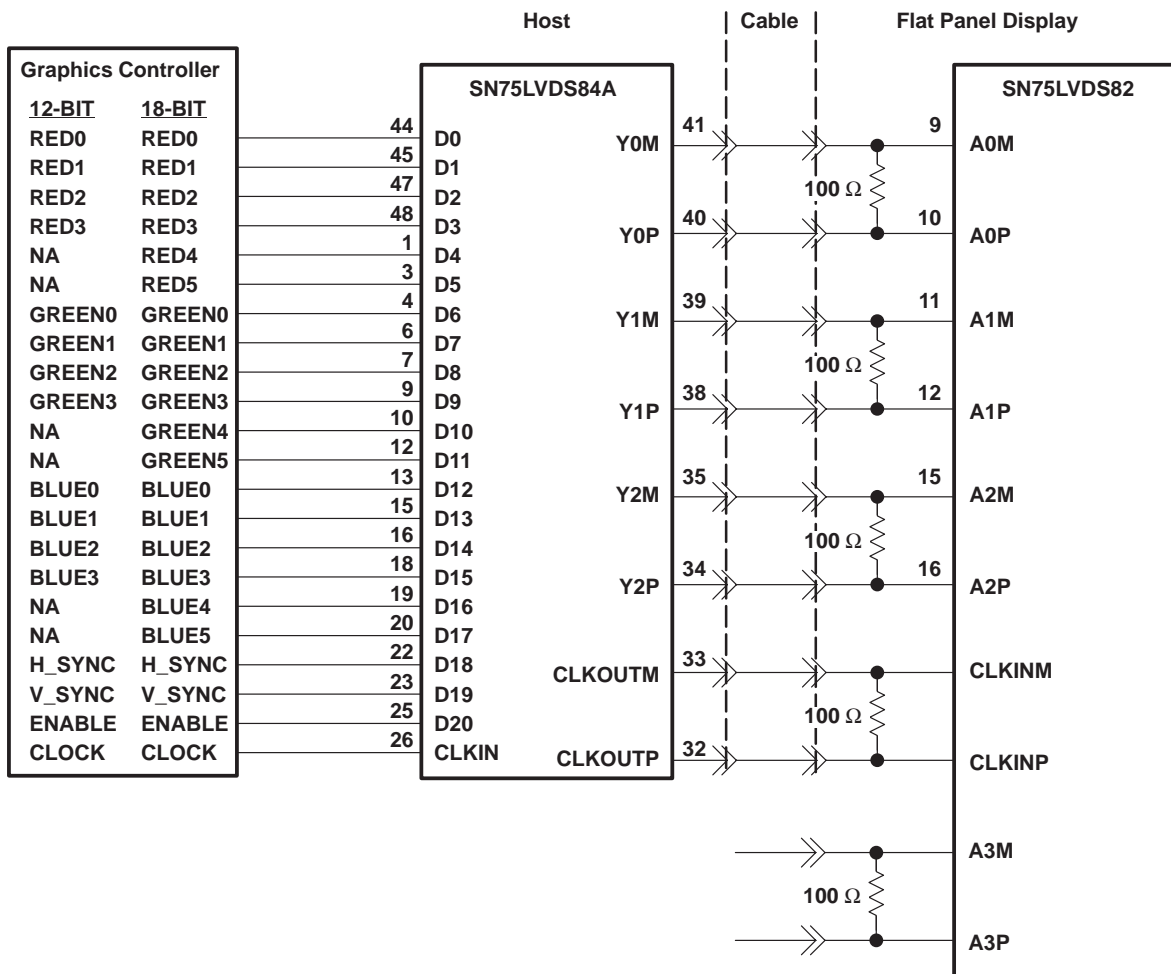 Host Cable Flat Panel Display
Graphics Controller
12-BIT 18-BIT
RED0 RED0
RED1 RED1
RED2 RED2
RED3 RED3
NA RED4
NA RED5
GREEN0 GREEN0
GREEN1 GREEN1
GREEN2 GREEN2
GREEN3 GREEN3
NA GREEN4
NA GREEN5
BLUE0 BLUE0
BLUE1 BLUE1
BLUE2 BLUE2
BLUE3 BLUE3
NA BLUE4
NA BLUE5
H_SYNC H_SYNC
V_SYNC V_SYNC
ENABLE ENABLE
CLOCK CLOCK
SN75LVDS84A
44 D0
45 D1
47 D2
48 D3
1 D4
3 D5
4 D6
6 D7
7 D8
9 D9
10 D10
12 D11
13 D12
15 D13
16 D14
18 D15
19 D16
20 D17
22 D18
23 D19
25 D20
26 CLKIN
Y0M 41
Y0P 40
Y1M 39
Y1P 38
Y2M 35
Y2P 34
CLKOUTM 33
CLKOUTP 32
SN75LVDS82
9 A0M
100 Ω
10 A0P
11 A1M
100 Ω
12 A1P
15 A2M
100 Ω
16 A2P
CLKINM
100 Ω
CLKINP
A3M
100 Ω
A3P